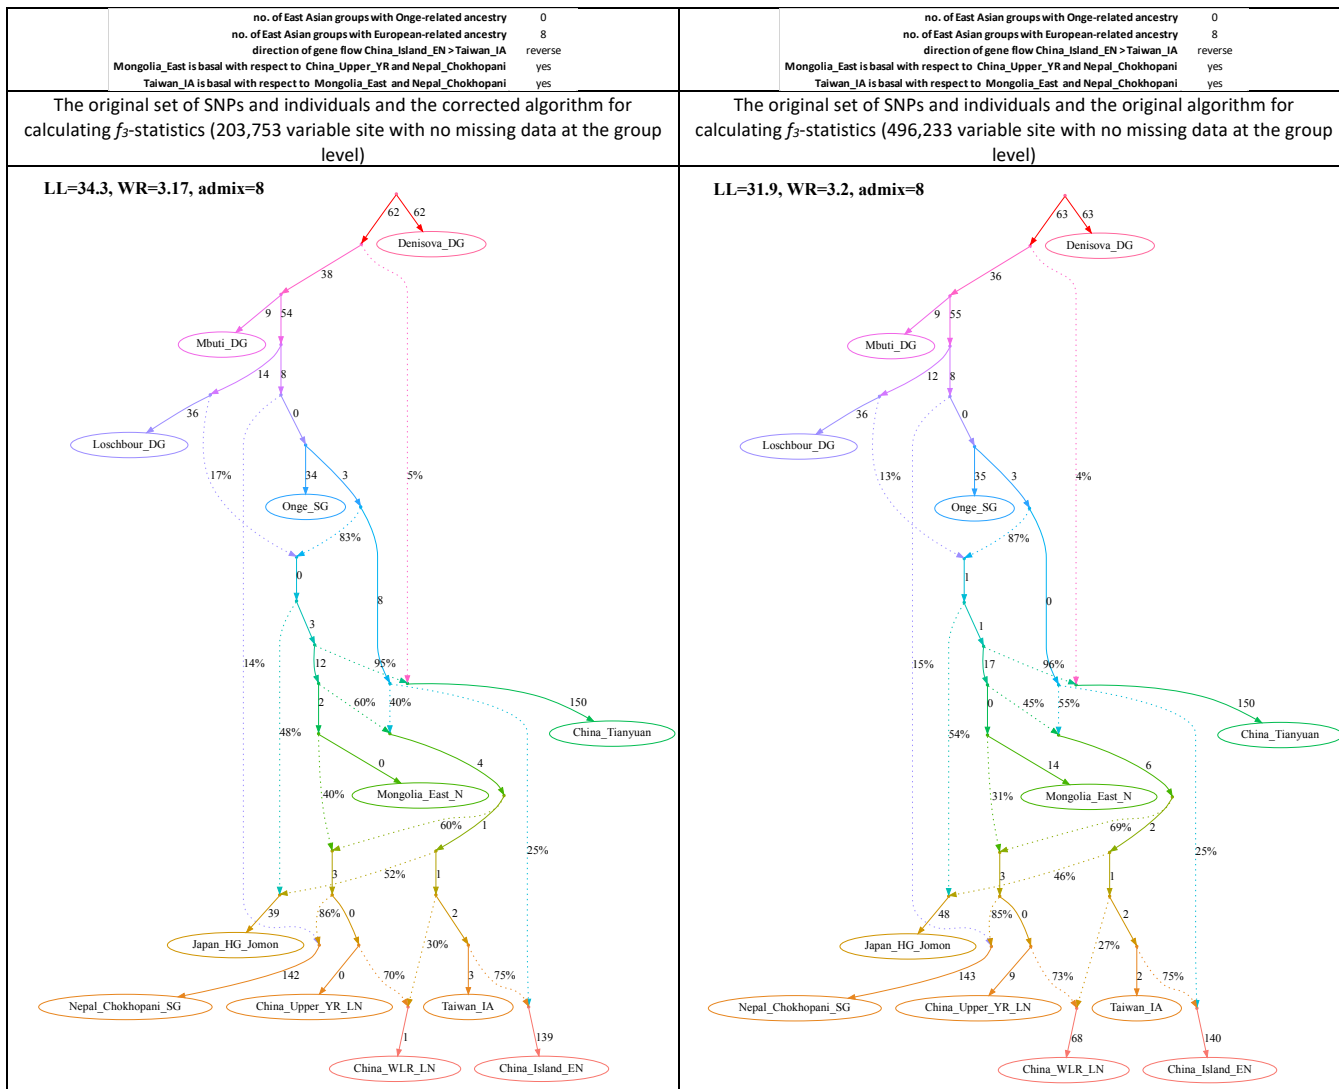 no. of East Asian groups with Onge-related ancestry 0
no. of East Asian groups with European-related ancestry 8
direction of gene flow China_Island_EN > Taiwan_IA reverse
Mongolia_East is basal with respect to China_Upper_YR and Nepal_Chokhopani yes
Taiwan_IA is basal with respect to Mongolia_East and Nepal_Chokhopani yes
The original set of SNPs and individuals and the corrected algorithm for
calculating f3-statistics (203,753 variable site with no missing data at the group
level)
LL=34.3, WR=3.17, admix=8
62 62
Denisova_DG
38
9 54
Mbuti_DG
14 8
36 0
Loschbour_DG
17% 34 3 5%
Onge_SG
83%
0
8
3
14% 12 95%
2 60% 40% 150
China_Tianyuan
48% 0 4
Mongolia_East_N
40%
60% 1
25%
3 52% 1
39 86% 0 2
Japan_HG_Jomon
30%
142 0 70% 3 75%
Nepal_Chokhopani_SG China_Upper_YR_LN Taiwan_IA
1 139
China_WLR_LN China_Island_EN
no. of East Asian groups with Onge-related ancestry 0
no. of East Asian groups with European-related ancestry 8
direction of gene flow China_Island_EN > Taiwan_IA reverse
Mongolia_East is basal with respect to China_Upper_YR and Nepal_Chokhopani yes
Taiwan_IA is basal with respect to Mongolia_East and Nepal_Chokhopani yes
The original set of SNPs and individuals and the original algorithm for
calculating f3-statistics (496,233 variable site with no missing data at the group
level)
LL=31.9, WR=3.2, admix=8
63 63
Denisova_DG
36
9 55
Mbuti_DG
12 8
36 0
Loschbour_DG
13% 35 3 4%
Onge_SG
87%
1
0
1
15% 17 96%
0 45% 55% 150
China_Tianyuan
54% 14 6
Mongolia_East_N
31%
69% 2
25%
3 46% 1
48 85% 0 2
Japan_HG_Jomon
27%
143 9 73% 2 75%
Nepal_Chokhopani_SG China_Upper_YR_LN Taiwan_IA
68 140
China_WLR_LN China_Island_EN